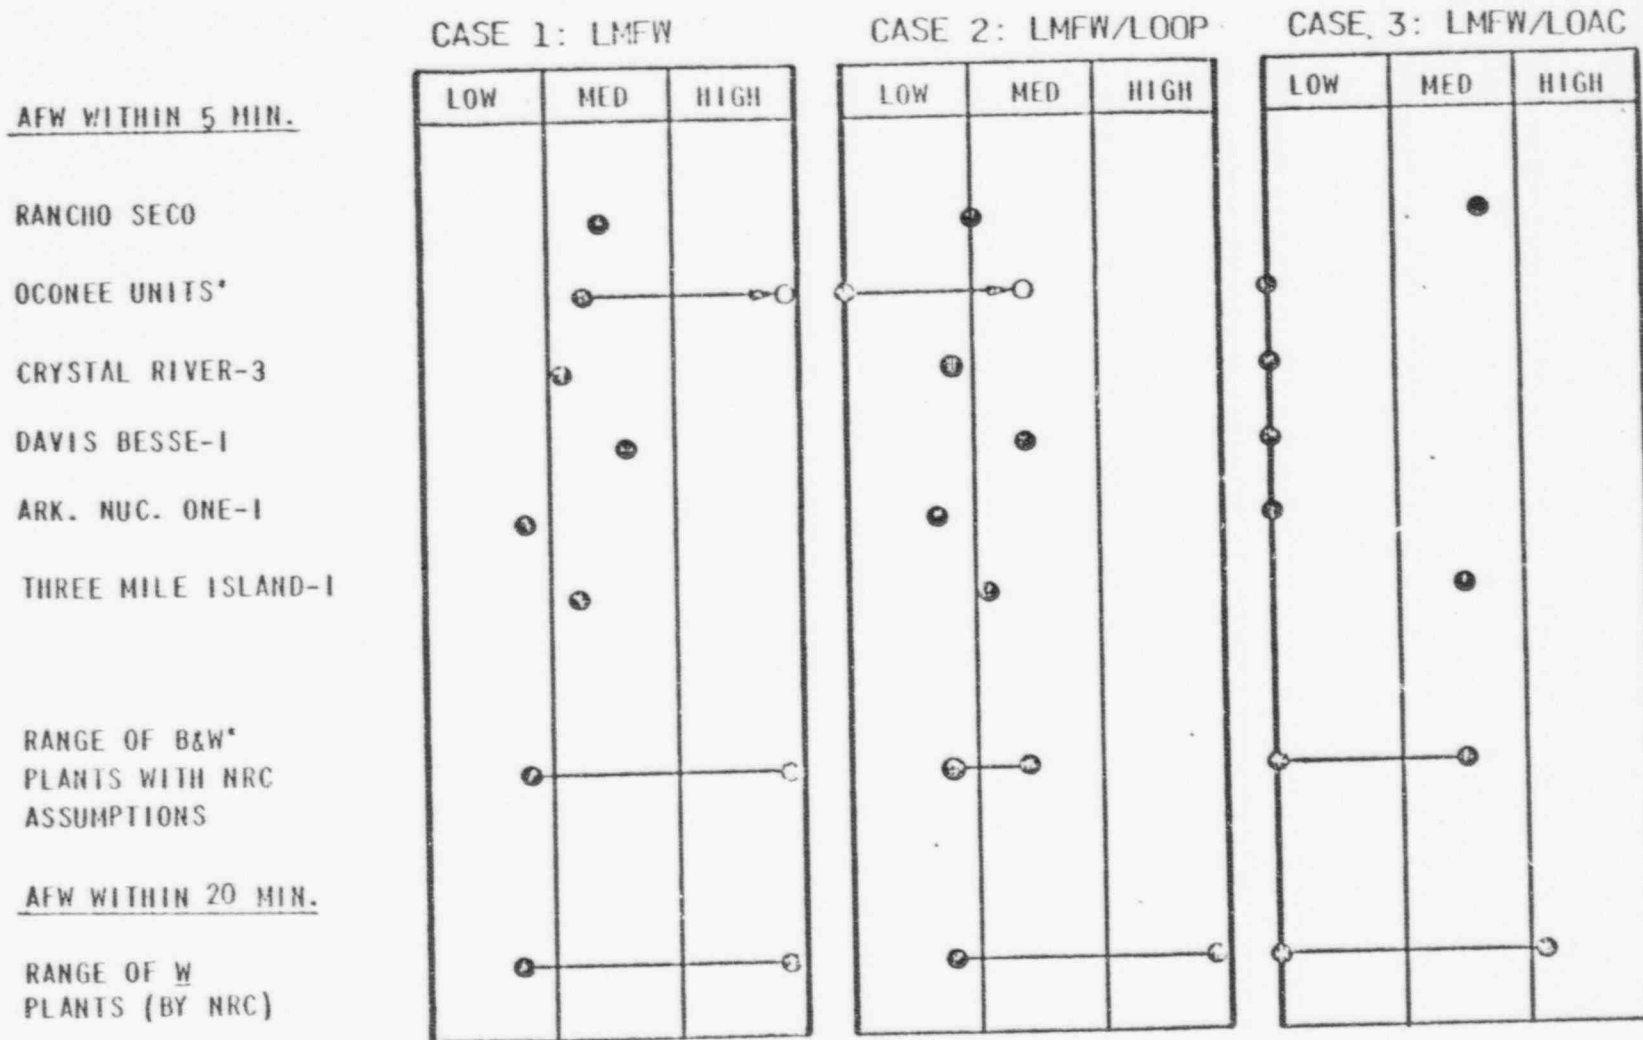 CASE 1: LMFW
CASE 2: LMFW/LOOP
CASE. 3: LMFW/LOAC
LOW MED HIGH
LOW MED HIGH
LOW MED HIGH
AFW WITHIN 5 MIN.
RANCHO SECO
OCONEE UNITS*
CRYSTAL RIVER-3
DAVIS BESSE-1
ARK. NUC. ONE-1
THREE MILE ISLAND-1
RANGE OF B&W*
PLANTS WITH NRC
ASSUMPTIONS
AFW WITHIN 20 MIN.
RANGE OF W
PLANTS (BY NRC)